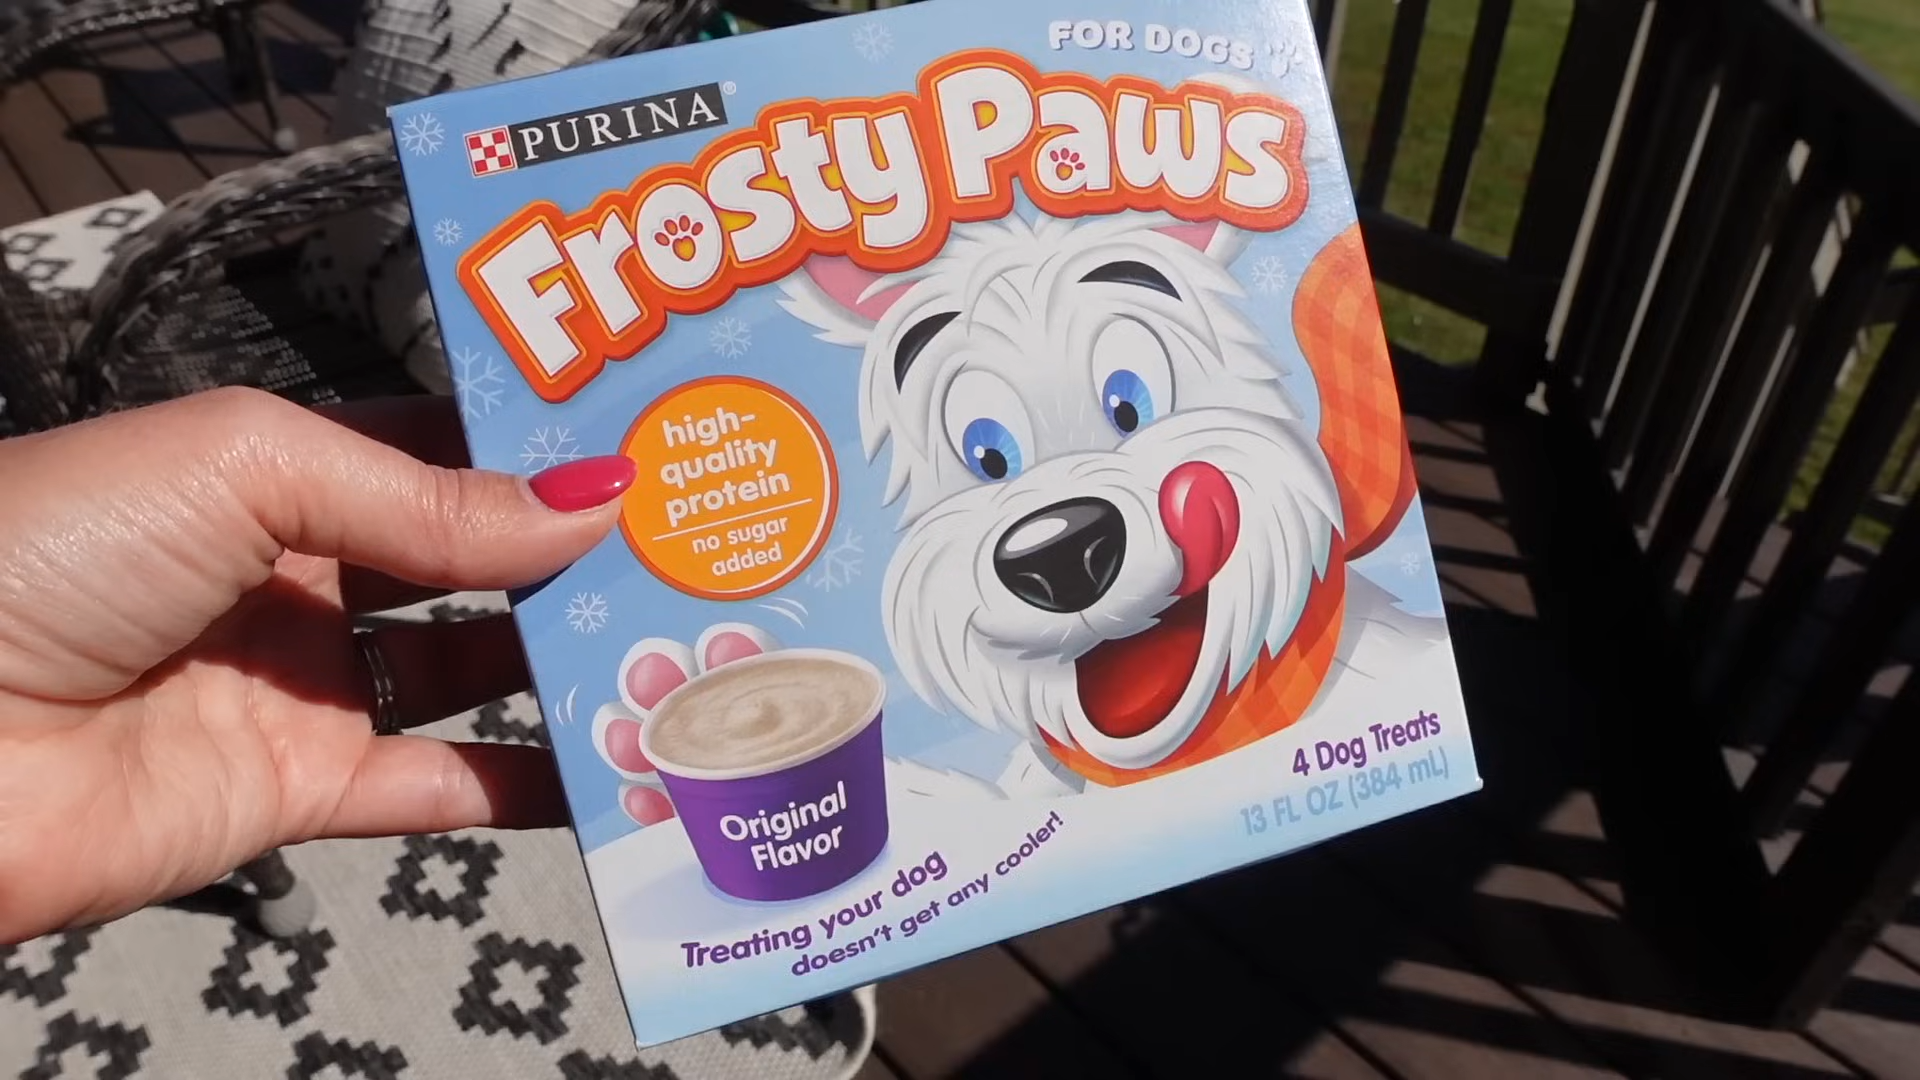 FOR DOGS
PURINA®
Frosty Paws
high-
quality
protein
no sugar
added
Original
Flavor
4 Dog Treats
13 FL OZ (384 mL)
Treating your dog
doesn't get any cooler!